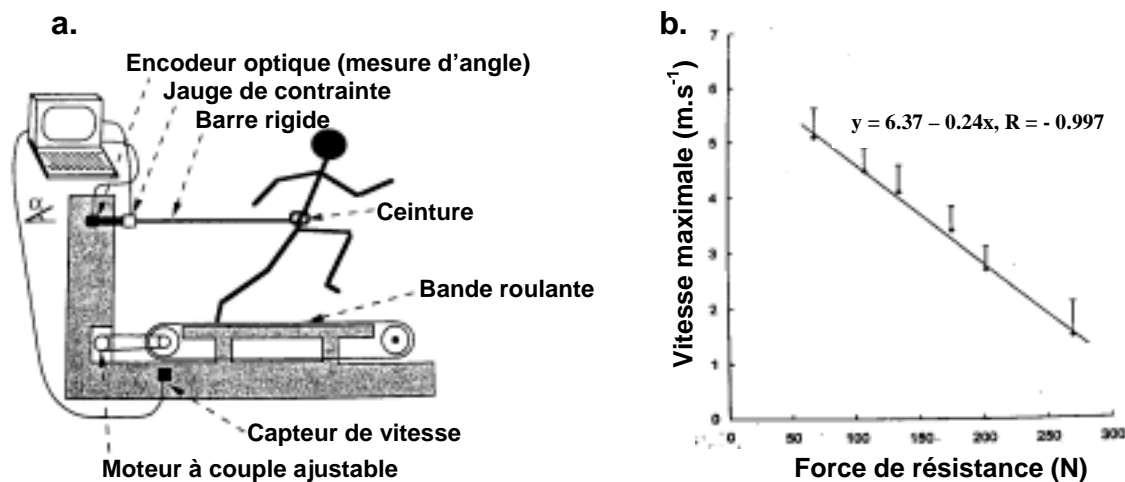 a.
Encodeur optique (mesure d'angle)
Jauge de contrainte
Barre rigide
α
Ceinture
Bande roulante
Capteur de vitesse
Moteur à couple ajustable
b.
Vitesse maximale (m.s⁻¹)
7
6
5
4
3
2
1
0
y = 6.37 – 0.24x, R = - 0.997
0 50 100 150 200 250 300
Force de résistance (N)